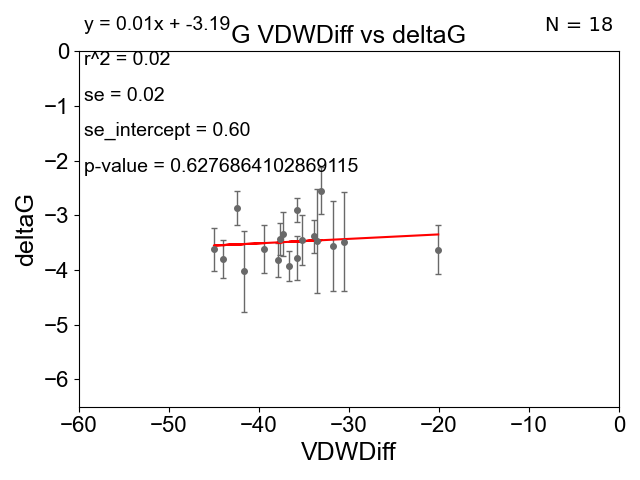 y = 0.01x + -3.19
N = 18
G VDWDiff vs deltaG
r^2 = 0.02
se = 0.02
se_intercept = 0.60
p-value = 0.6276864102869115
0
−1
−2
−3
−4
−5
−6
deltaG
−60 −50 −40 −30 −20 −10 0
VDWDiff